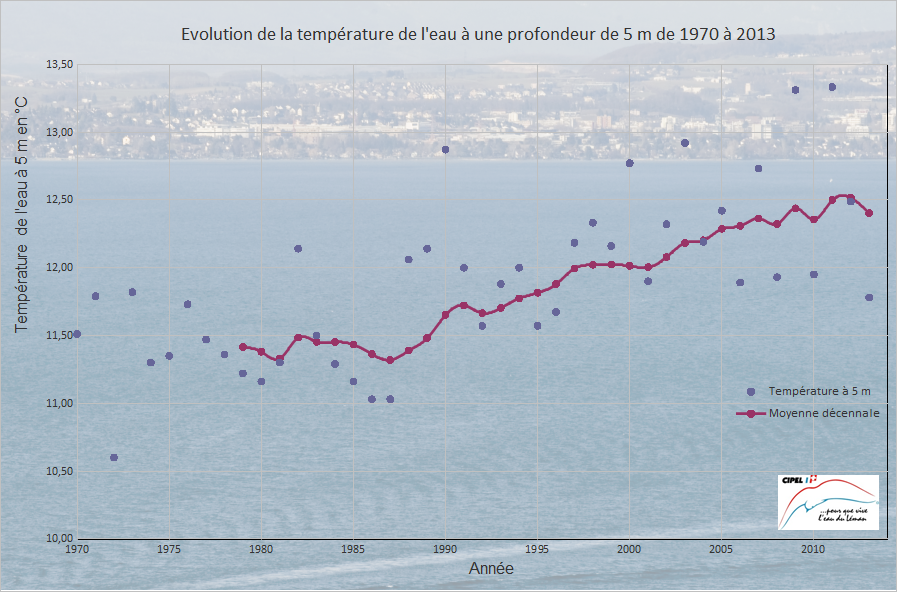 Evolution de la température de l'eau à une profondeur de 5 m de 1970 à 2013
Température  de l'eau à 5 m en °C
13,50
13,00
12,50
12,00
11,50
11,00
10,50
10,00
1970 1975 1980 1985 1990 1995 2000 2005 2010
Année
Température à 5 m
Moyenne décennale
CIPEL
...pour que vive
l'eau du Léman